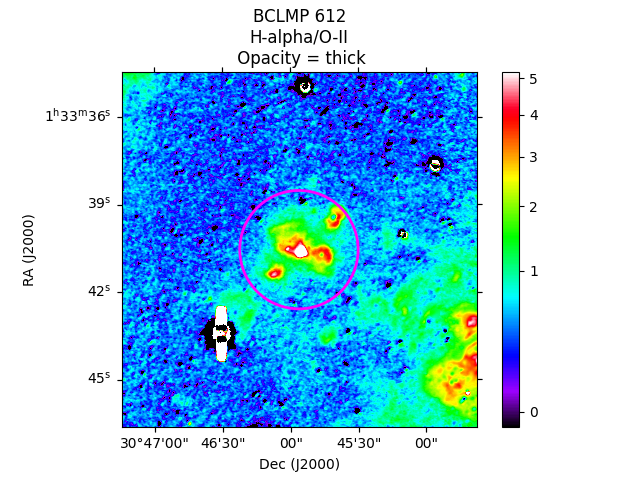 BCLMP 612
H-alpha/O-II
Opacity = thick
1ʰ33ᵐ36ˢ
39ˢ
42ˢ
45ˢ
RA (J2000)
30°47'00" 46'30" 00" 45'30" 00"
Dec (J2000)
5
4
3
2
1
0